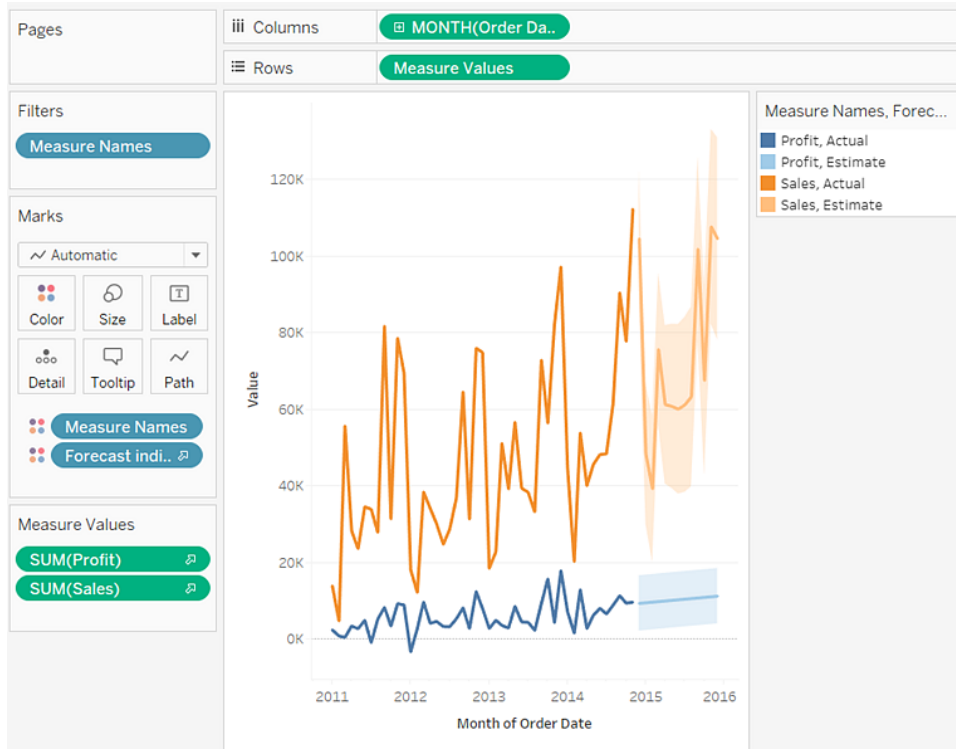 Pages
Columns
MONTH(Order Da..
Rows
Measure Values
Filters
Measure Names
Marks
Automatic
Color
Size
Label
Detail
Tooltip
Path
Measure Names
Forecast indi..
Measure Values
SUM(Profit)
SUM(Sales)
Value
120K
100K
80K
60K
40K
20K
0K
2011
2012
2013
2014
2015
2016
Month of Order Date
Measure Names, Forec...
Profit, Actual
Profit, Estimate
Sales, Actual
Sales, Estimate